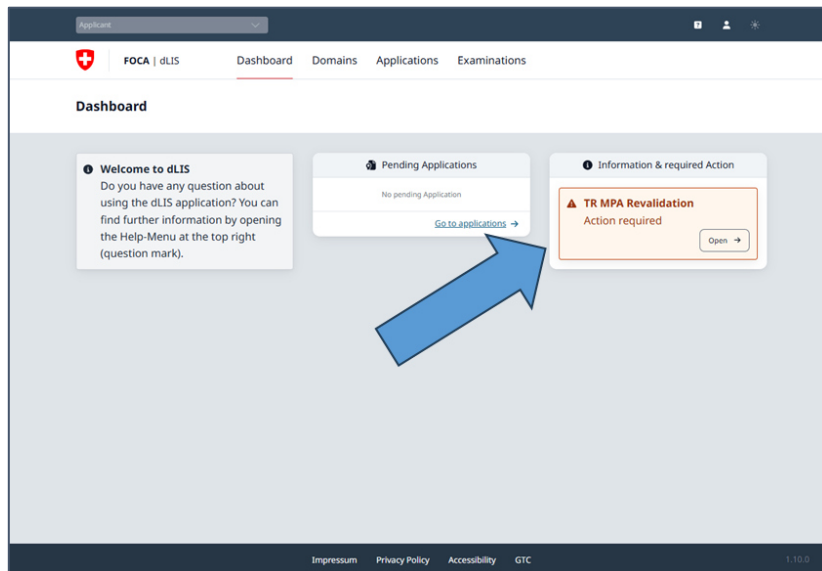 Applicant
FOCA | dLIS
Dashboard
Domains
Applications
Examinations
Dashboard
Welcome to dLIS
Do you have any question about
using the dLIS application? You can
find further information by opening
the Help-Menu at the top right
(question mark).
Pending Applications
No pending Application
Go to applications →
Information & required Action
TR MPA Revalidation
Action required
Open →
Impressum
Privacy Policy
Accessibility
GTC
1.10.0